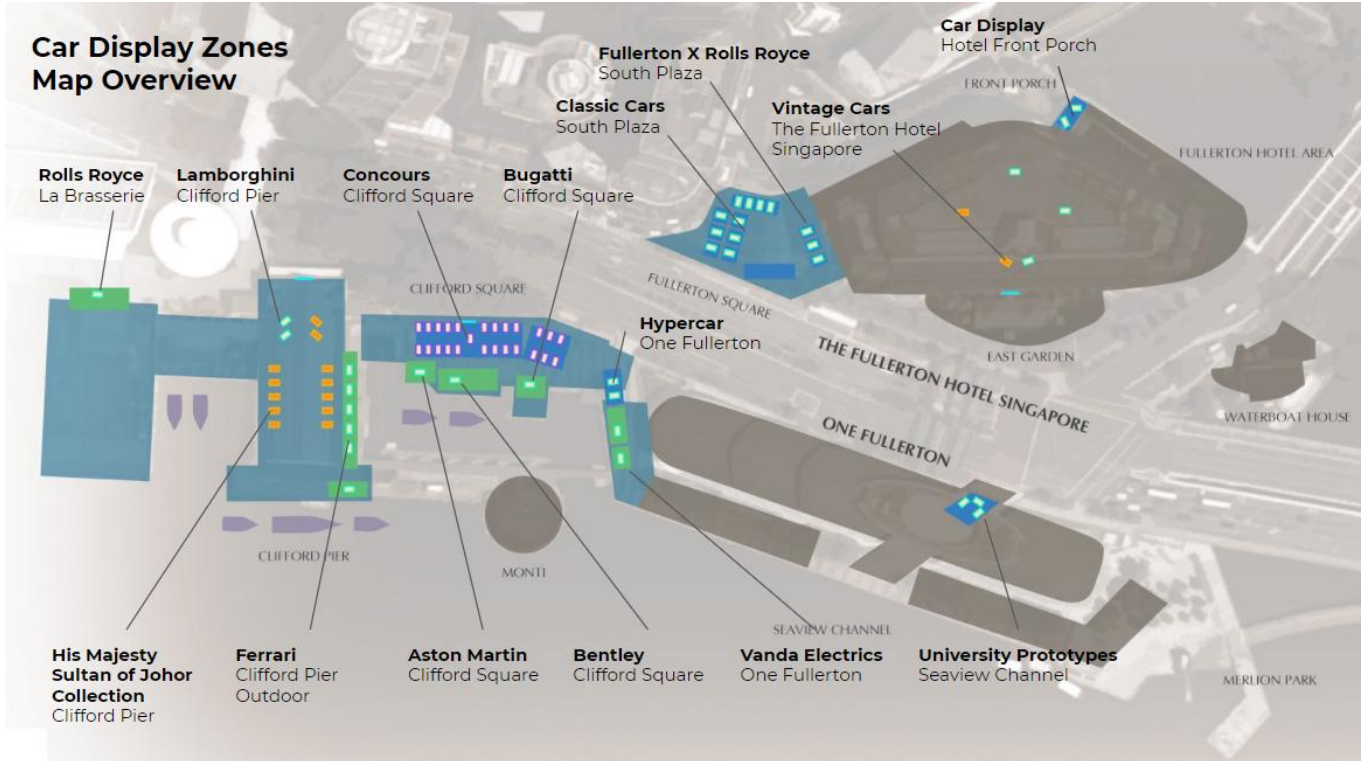 Car Display Zones
Map Overview
Car Display
Hotel Front Porch
Fullerton X Rolls Royce
South Plaza
FRONT PORCH
Classic Cars
South Plaza
Vintage Cars
The Fullerton Hotel
Singapore
FULLERTON HOTEL AREA
Rolls Royce
La Brasserie
Lamborghini
Clifford Pier
Concours
Clifford Square
Bugatti
Clifford Square
CLIFFORD SQUARE
FULLERTON SQUARE
Hypercar
One Fullerton
EAST GARDEN
THE FULLERTON HOTEL SINGAPORE
WATERBOAT HOUSE
ONE FULLERTON
CLIFFORD PIER
MONTI
SEAVIEW CHANNEL
MERLION PARK
His Majesty
Sultan of Johor
Collection
Clifford Pier
Ferrari
Clifford Pier
Outdoor
Aston Martin
Clifford Square
Bentley
Clifford Square
Vanda Electrics
One Fullerton
University Prototypes
Seaview Channel